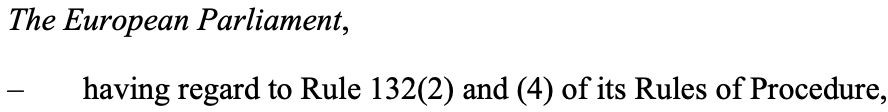 The European Parliament,
– having regard to Rule 132(2) and (4) of its Rules of Procedure,